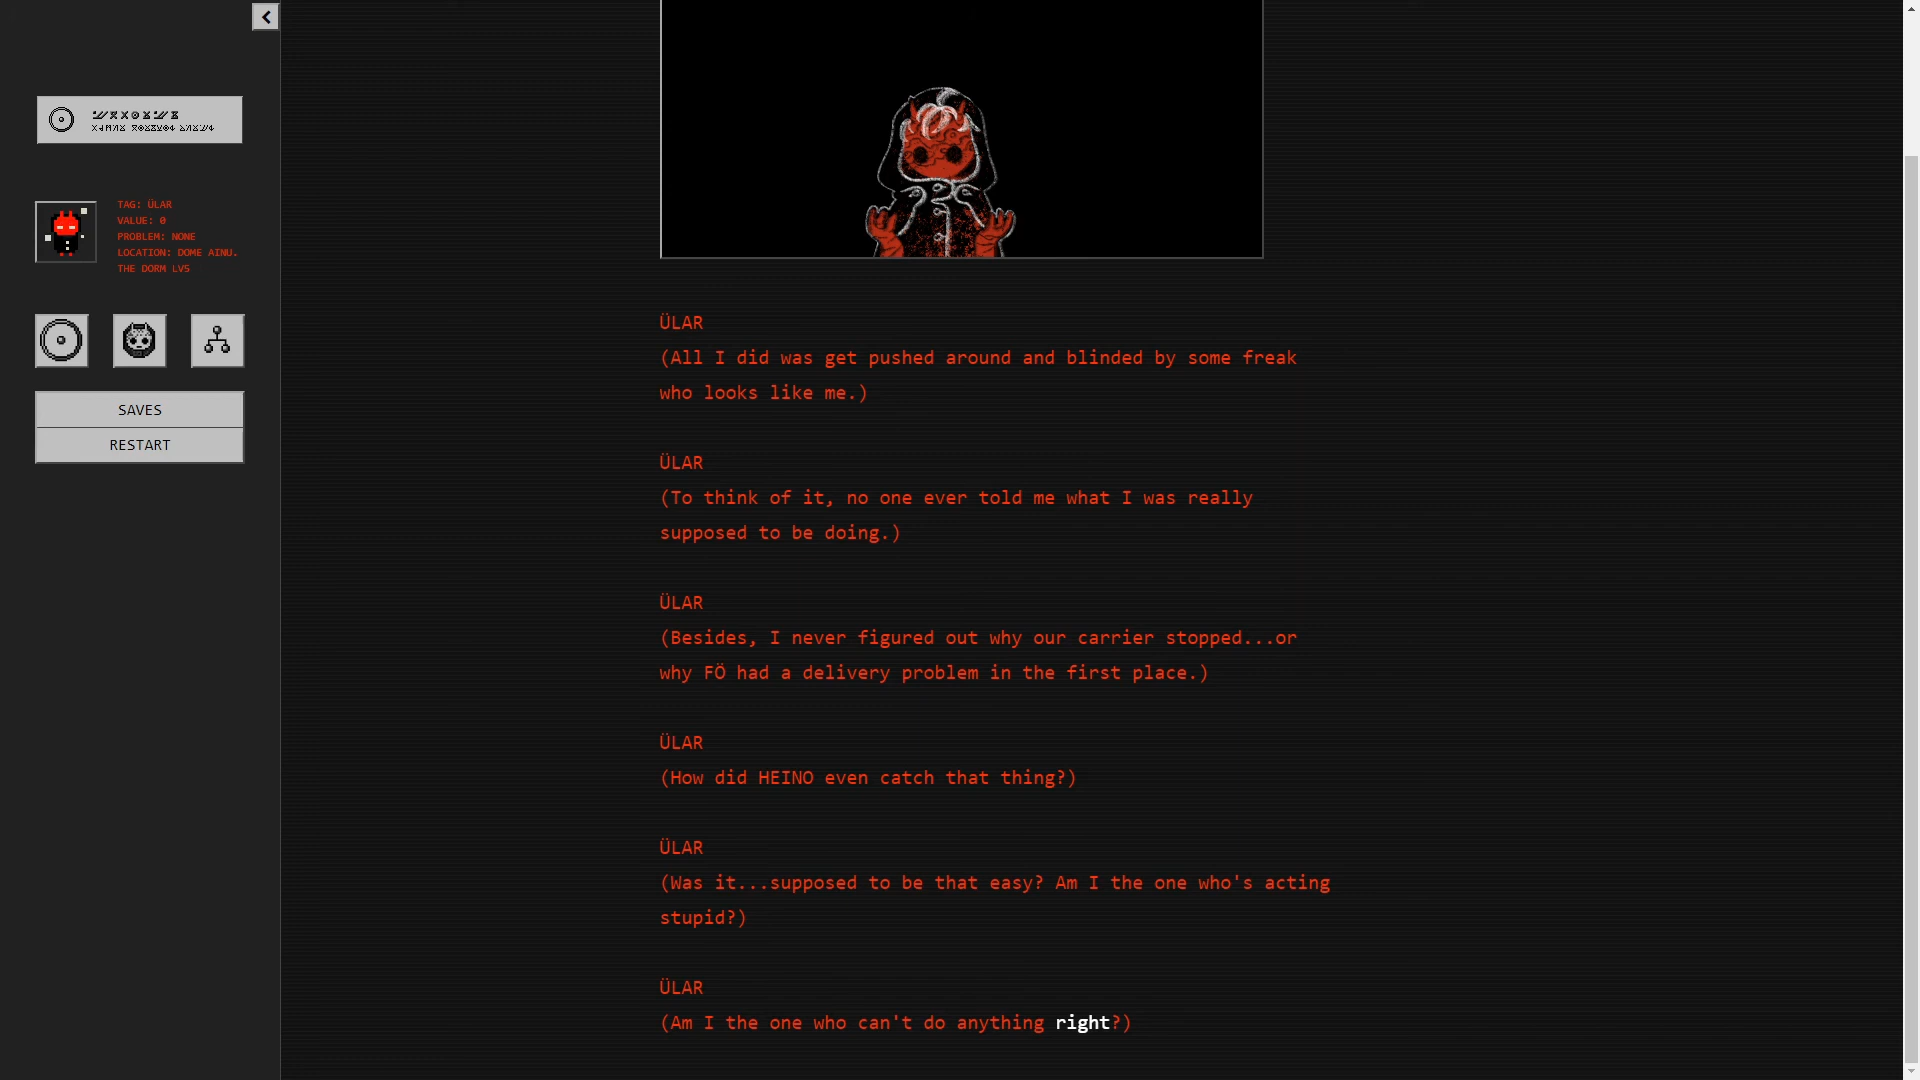 TAG: ÜLAR
VALUE: 0
PROBLEM: NONE
LOCATION: DOME AINU.
THE DORM LV5
SAVES
RESTART
ÜLAR
(All I did was get pushed around and blinded by some freak
who looks like me.)
ÜLAR
(To think of it, no one ever told me what I was really
supposed to be doing.)
ÜLAR
(Besides, I never figured out why our carrier stopped...or
why FÖ had a delivery problem in the first place.)
ÜLAR
(How did HEINO even catch that thing?)
ÜLAR
(Was it...supposed to be that easy? Am I the one who's acting
stupid?)
ÜLAR
(Am I the one who can't do anything right?)